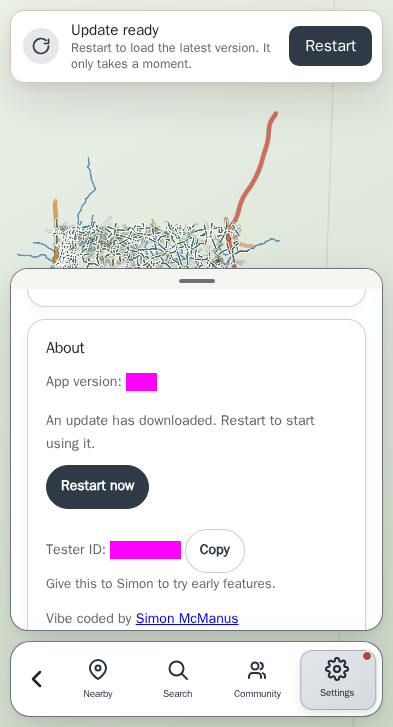 Update ready
Restart to load the latest version. It
only takes a moment.
Restart
About
App version:
An update has downloaded. Restart to start
using it.
Restart now
Tester ID:
Copy
Give this to Simon to try early features.
Vibe coded by Simon McManus
Nearby
Search
Community
Settings